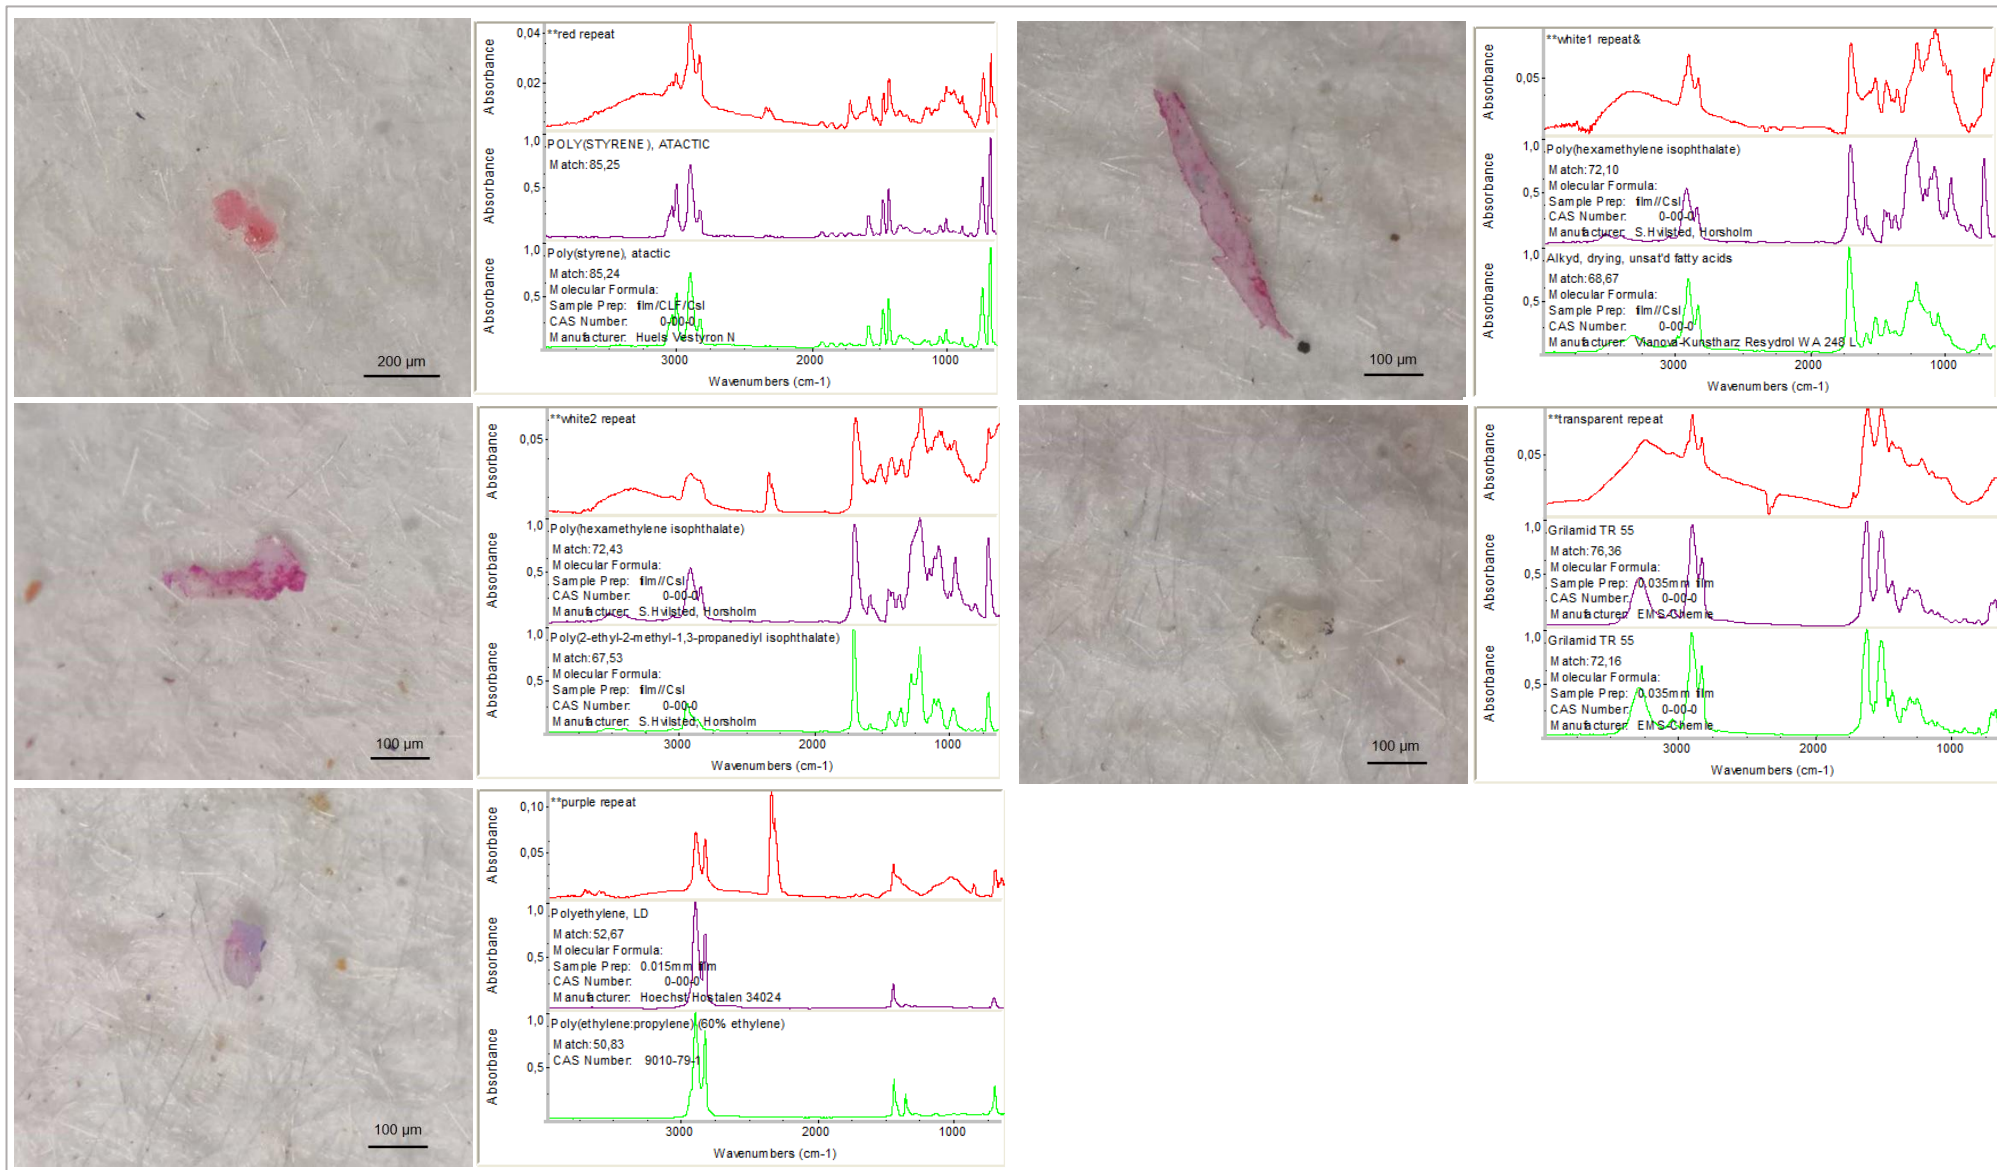 200 µm
**red repeat
0,04
0,02
Absorbance
POLY(STYRENE), ATACTIC
Match:85,25
1,0
0,5
Absorbance
Poly(styrene), atactic
Match:85,24
Molecular Formula:
Sample Prep: film/CLF/CsI
CAS Number: 0-00-0
Manufacturer: Huels Vestyron N
1,0
0,5
Absorbance
3000 2000 1000
Wavenumbers (cm-1)
100 µm
**white1 repeat&
0,05
Absorbance
Poly(hexamethylene isophthalate)
Match:72,10
Molecular Formula:
Sample Prep: film//CsI
CAS Number: 0-00-0
Manufacturer: S.Hvilsted, Horsholm
1,0
0,5
Absorbance
Alkyd, drying, unsat'd fatty acids
Match:68,67
Molecular Formula:
Sample Prep: film//CsI
CAS Number: 0-00-0
Manufacturer: Vianova-Kunstharz Resydrol WA 248 L
1,0
0,5
Absorbance
3000 2000 1000
Wavenumbers (cm-1)
100 µm
**white2 repeat
0,05
Absorbance
Poly(hexamethylene isophthalate)
Match:72,43
Molecular Formula:
Sample Prep: film//CsI
CAS Number: 0-00-0
Manufacturer: S.Hvilsted, Horsholm
1,0
0,5
Absorbance
Poly(2-ethyl-2-methyl-1,3-propanediyl isophthalate)
Match:67,53
Molecular Formula:
Sample Prep: film//CsI
CAS Number: 0-00-0
Manufacturer: S.Hvilsted, Horsholm
1,0
0,5
Absorbance
3000 2000 1000
Wavenumbers (cm-1)
100 µm
**transparent repeat
0,05
Absorbance
Grilamid TR 55
Match:76,36
Molecular Formula:
Sample Prep: 0,035mm film
CAS Number: 0-00-0
Manufacturer: EMS-Chemie
1,0
0,5
Absorbance
Grilamid TR 55
Match:72,16
Molecular Formula:
Sample Prep: 0,035mm film
CAS Number: 0-00-0
Manufacturer: EMS-Chemie
1,0
0,5
Absorbance
3000 2000 1000
Wavenumbers (cm-1)
100 µm
**purple repeat
0,10
0,05
Absorbance
Polyethylene, LD
Match:52,67
Molecular Formula:
Sample Prep: 0.015mm film
CAS Number: 0-00-0
Manufacturer: Hoechst Hostalen 34024
1,0
0,5
Absorbance
Poly(ethylene:propylene) (60% ethylene)
Match:50,83
CAS Number: 9010-79-1
1,0
0,5
Absorbance
3000 2000 1000
Wavenumbers (cm-1)